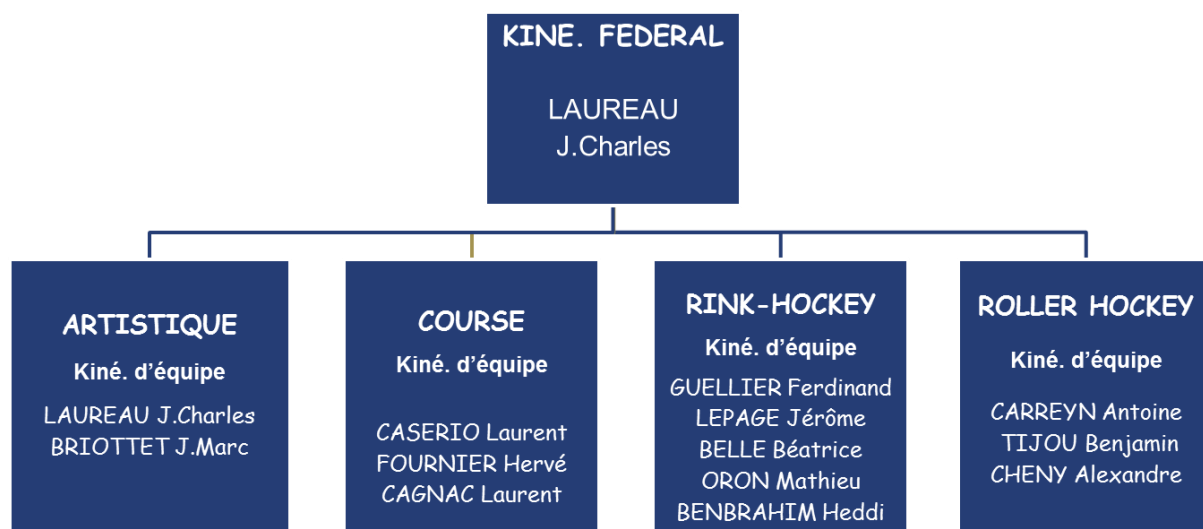 KINE. FEDERAL
LAUREAU
J.Charles
ARTISTIQUE
Kiné. d’équipe
LAUREAU J.Charles
BRIOTTET J.Marc
COURSE
Kiné. d’équipe
CASERIO Laurent
FOURNIER Hervé
CAGNAC Laurent
RINK-HOCKEY
Kiné. d’équipe
GUELLIER Ferdinand
LEPAGE Jérôme
BELLE Béatrice
ORON Mathieu
BENBRAHIM Heddi
ROLLER HOCKEY
Kiné. d’équipe
CARREYN Antoine
TIJOU Benjamin
CHENY Alexandre